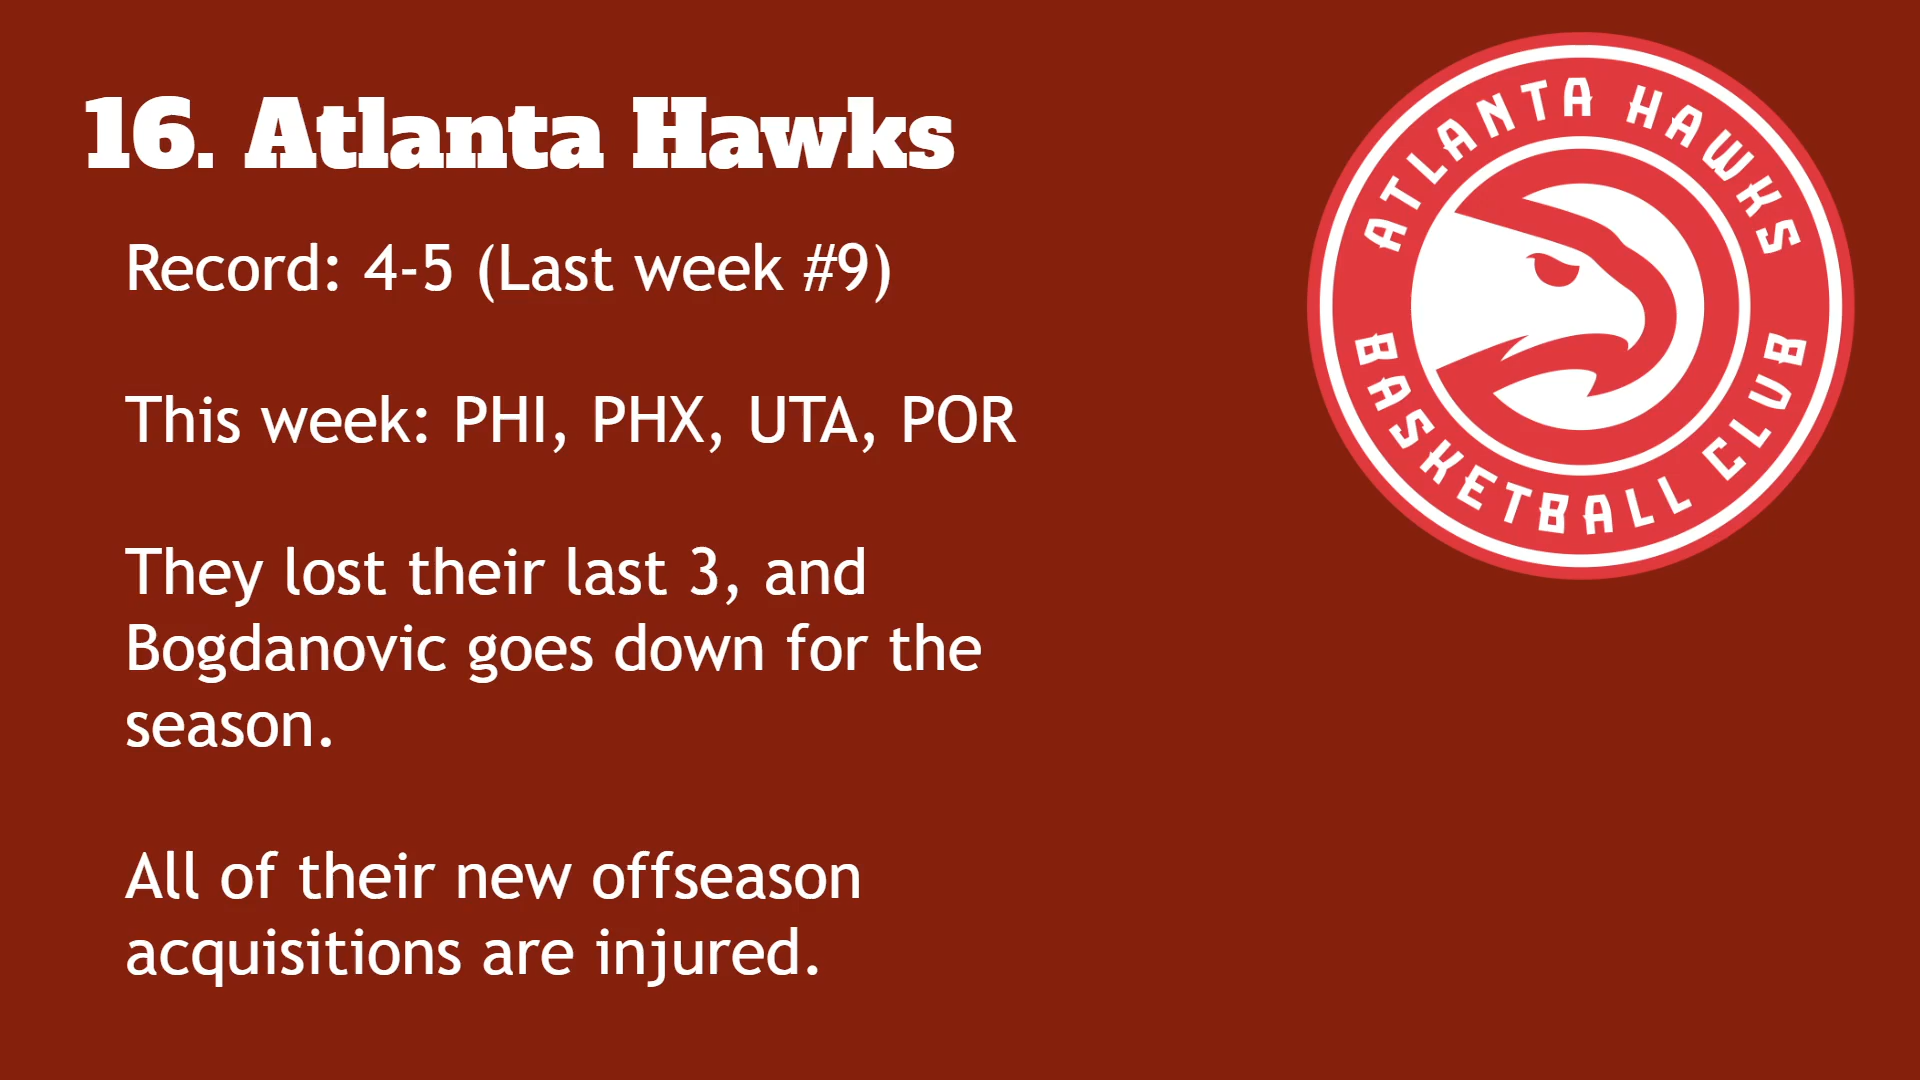 16. Atlanta Hawks
Record: 4-5 (Last week #9)
This week: PHI, PHX, UTA, POR
They lost their last 3, and
Bogdanovic goes down for the
season.
All of their new offseason
acquisitions are injured.
ATLANTA HAWKS
BASKETBALL CLUB